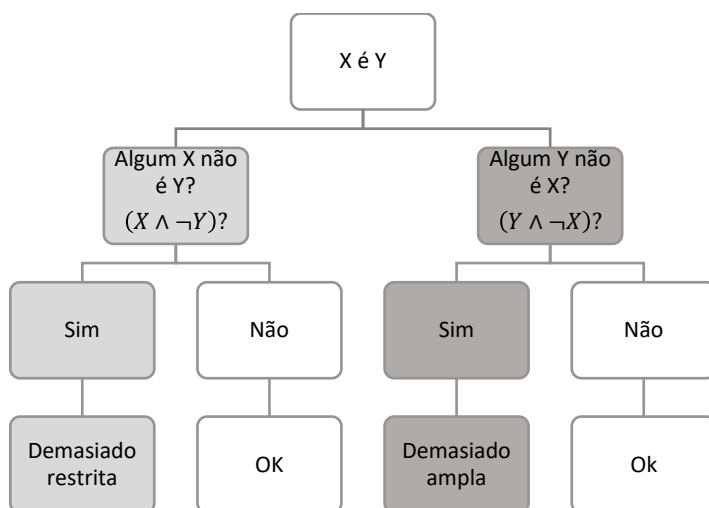 X é Y
Algum X não
é Y?
(X ∧ ¬Y)?
Algum Y não
é X?
(Y ∧ ¬X)?
Sim
Não
Sim
Não
Demasiado
restrita
OK
Demasiado
ampla
Ok